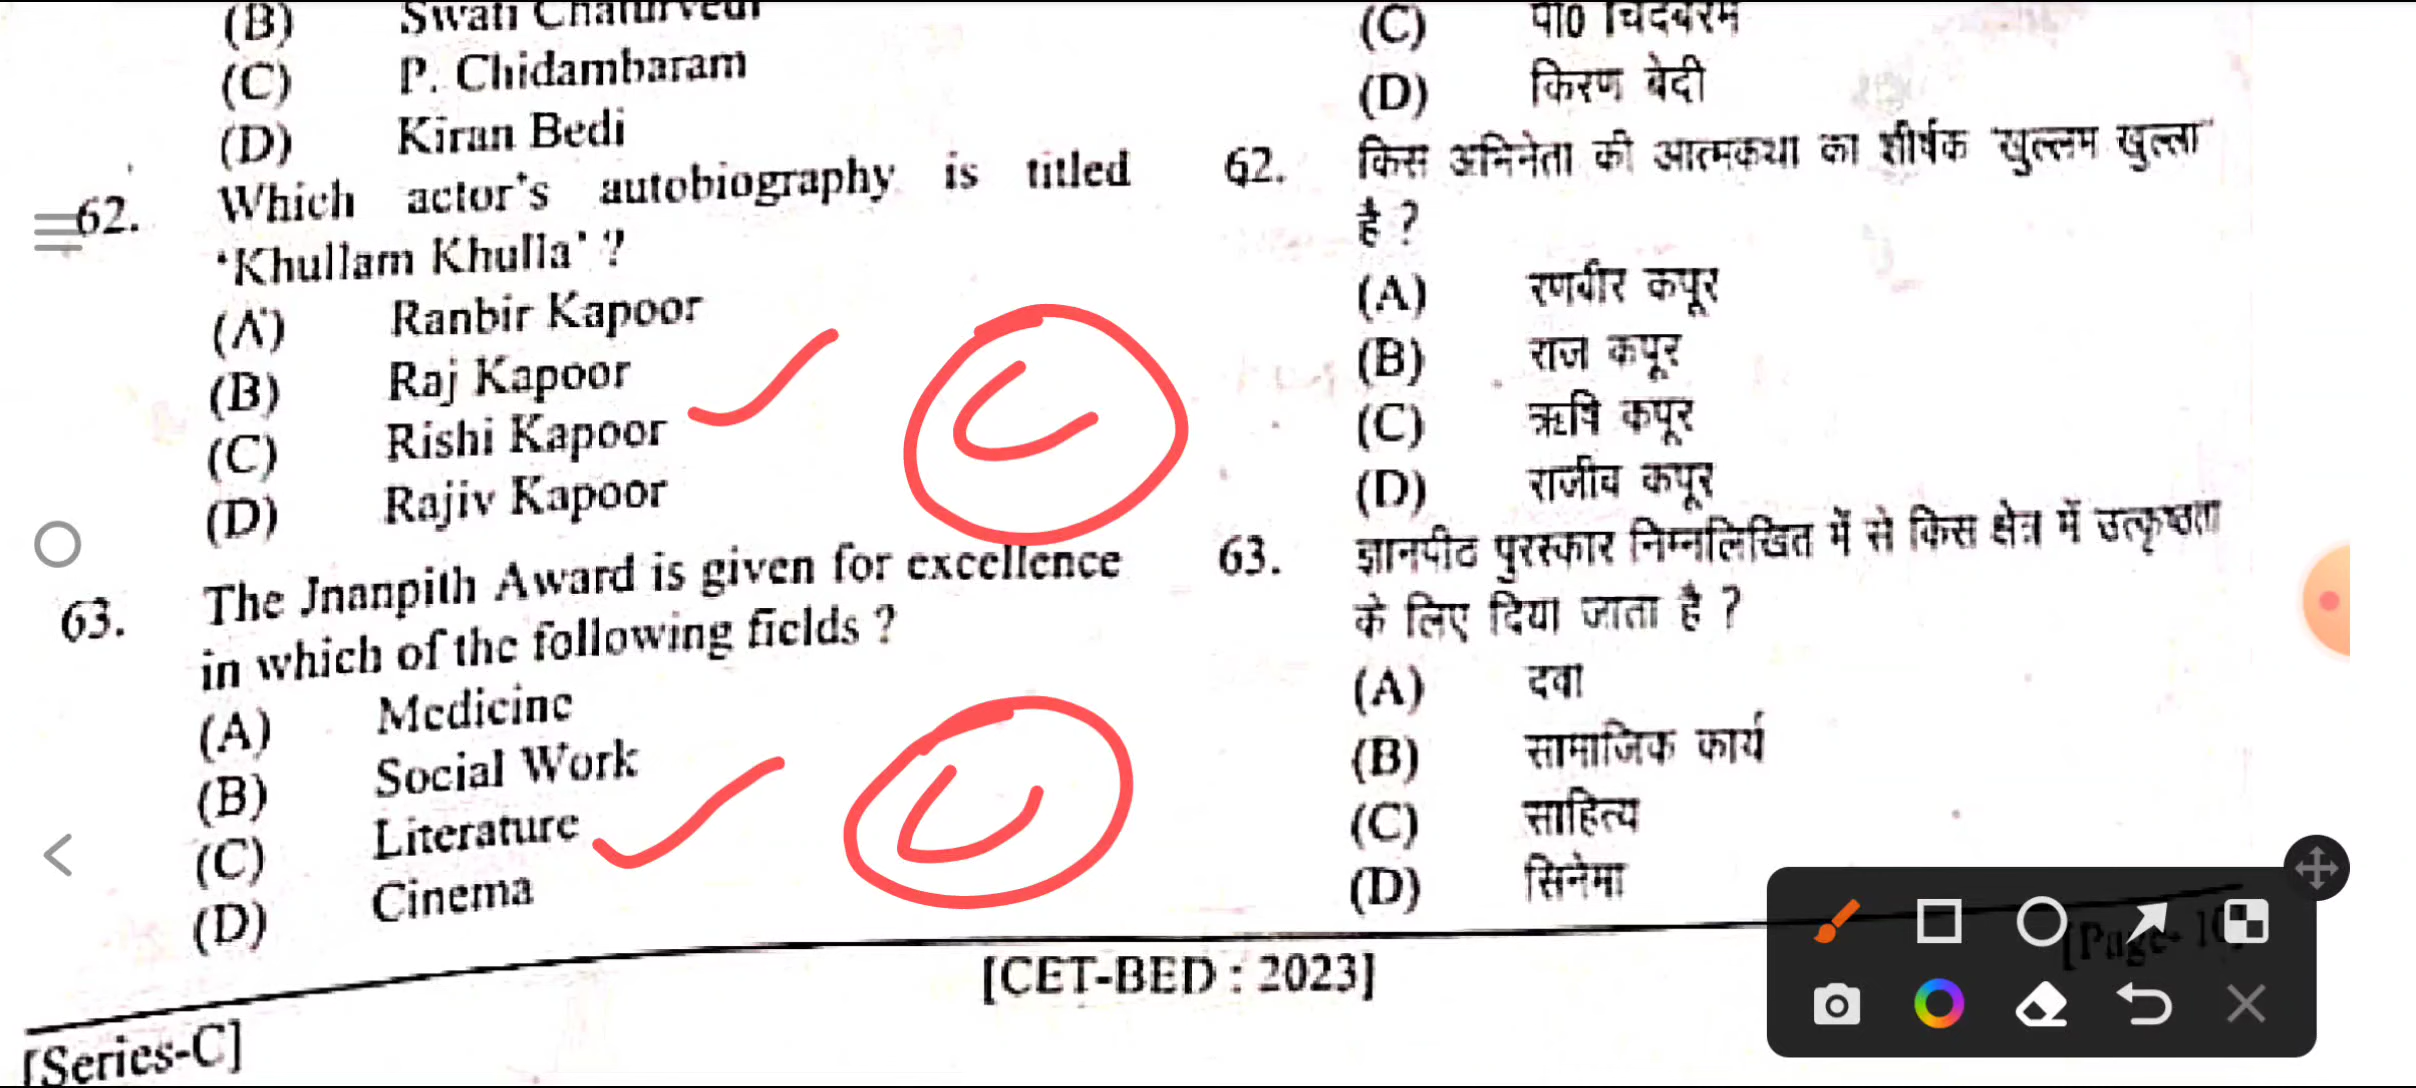 (B) Swati Chaturvedi
(C) P. Chidambaram
(D) Kiran Bedi
62. Which actor's autobiography is titled
'Khullam Khulla' ?
(A) Ranbir Kapoor
(B) Raj Kapoor
(C) Rishi Kapoor
(D) Rajiv Kapoor
63. The Jnanpith Award is given for excellence
in which of the following fields ?
(A) Medicine
(B) Social Work
(C) Literature
(D) Cinema
(C) पी0 चिदंबरम
(D) किरण बेदी
62. किस अभिनेता की आत्मकथा का शीर्षक 'खुल्लम खुल्ला'
है ?
(A) रणबीर कपूर
(B) राज कपूर
(C) ऋषि कपूर
(D) राजीव कपूर
63. ज्ञानपीठ पुरस्कार निम्नलिखित में से किस क्षेत्र में उत्कृष्ठता
के लिए दिया जाता है ?
(A) दवा
(B) सामाजिक कार्य
(C) साहित्य
(D) सिनेमा
C
C
[Series-C]
[CET-BED : 2023]
[Page-